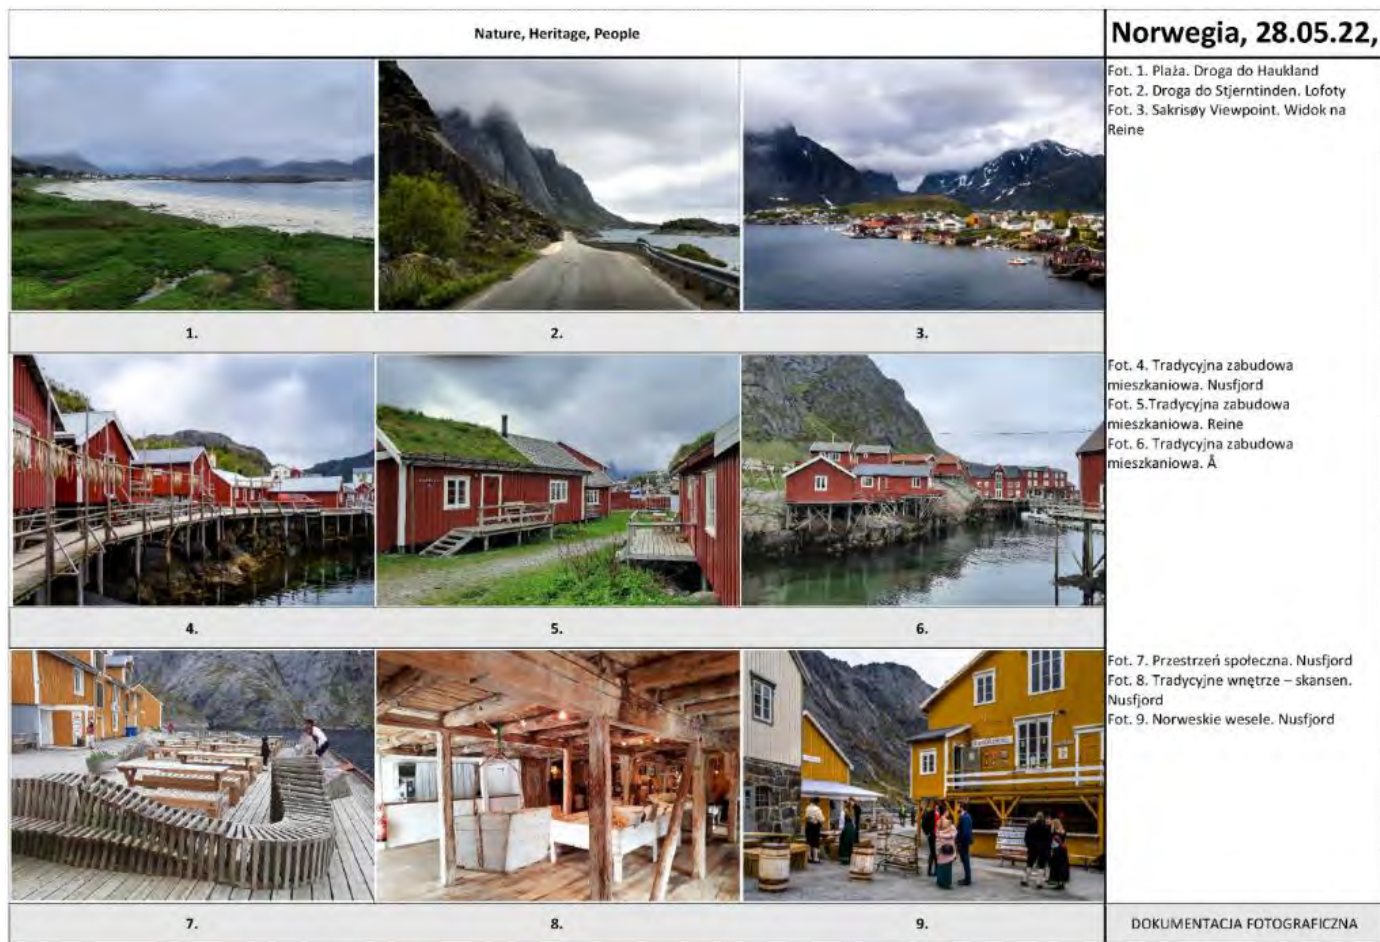 Nature, Heritage, People
Norwegia, 28.05.22,
Fot. 1. Plaża. Droga do Haukland
Fot. 2. Droga do Stjerntinden. Lofoty
Fot. 3. Sakrisøy Viewpoint. Widok na
Reine
1.
2.
3.
Fot. 4. Tradycyjna zabudowa
mieszkaniowa. Nusfjord
Fot. 5.Tradycyjna zabudowa
mieszkaniowa. Reine
Fot. 6. Tradycyjna zabudowa
mieszkaniowa. Å
4.
5.
6.
Fot. 7. Przestrzeń społeczna. Nusfjord
Fot. 8. Tradycyjne wnętrze – skansen.
Nusfjord
Fot. 9. Norweskie wesele. Nusfjord
7.
8.
9.
DOKUMENTACJA FOTOGRAFICZNA